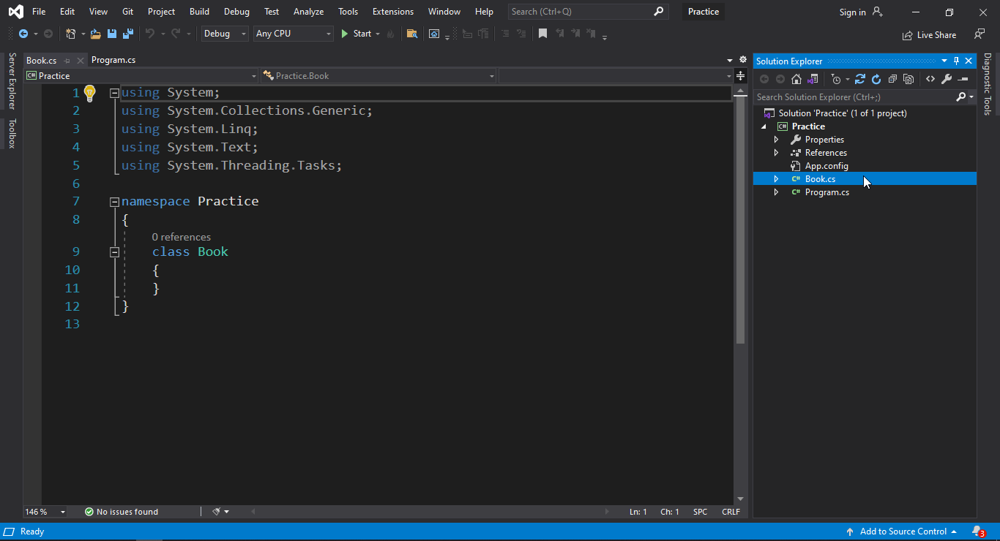 File Edit View Git Project Build Debug Test Analyze Tools Extensions Window Help Search (Ctrl+Q) Practice Sign in
Debug Any CPU Start Live Share
Server Explorer
Toolbox
Book.cs Program.cs
C# Practice Practice.Book
1 using System;
2 using System.Collections.Generic;
3 using System.Linq;
4 using System.Text;
5 using System.Threading.Tasks;
6
7 namespace Practice
8 {
0 references
9 class Book
10 {
11 }
12 }
13
146 % No issues found Ln: 1 Ch: 1 SPC CRLF
Solution Explorer
Search Solution Explorer (Ctrl+;)
Solution 'Practice' (1 of 1 project)
C# Practice
Properties
References
App.config
C# Book.cs
C# Program.cs
Diagnostic Tools
Ready Add to Source Control 3